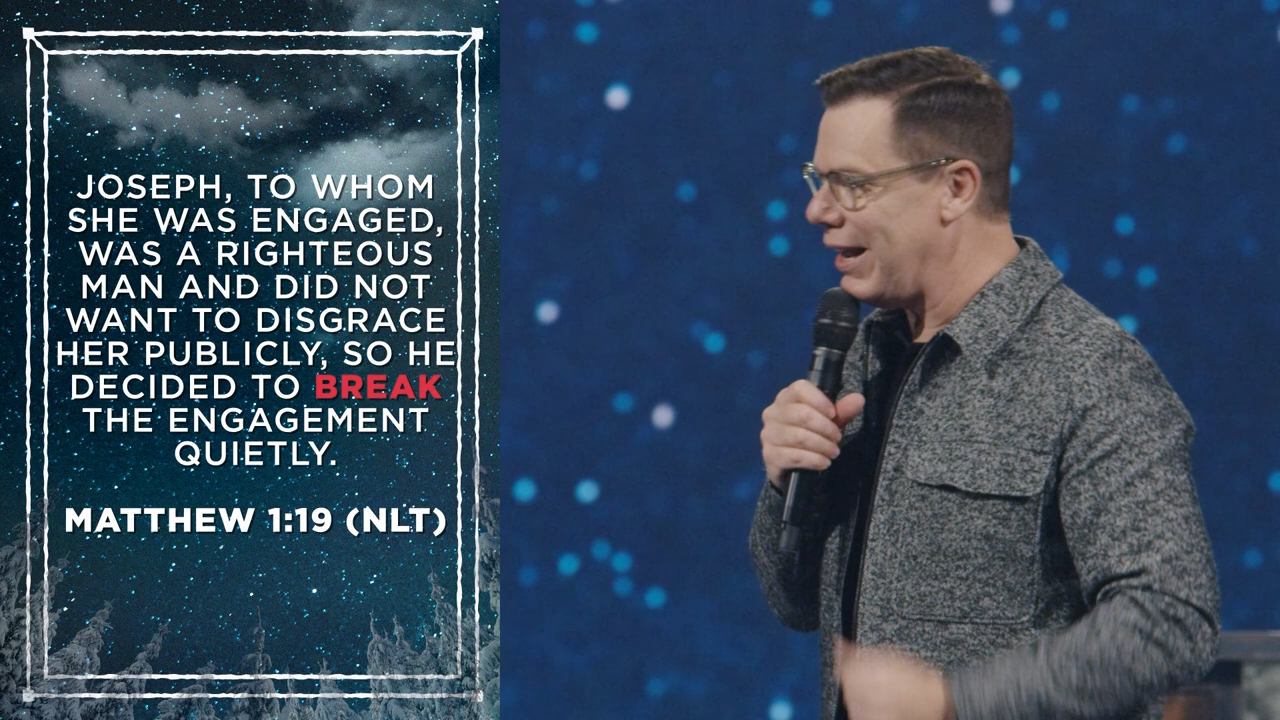 JOSEPH, TO WHOM
SHE WAS ENGAGED,
WAS A RIGHTEOUS
MAN AND DID NOT
WANT TO DISGRACE
HER PUBLICLY, SO HE
DECIDED TO BREAK
THE ENGAGEMENT
QUIETLY.
MATTHEW 1:19 (NLT)